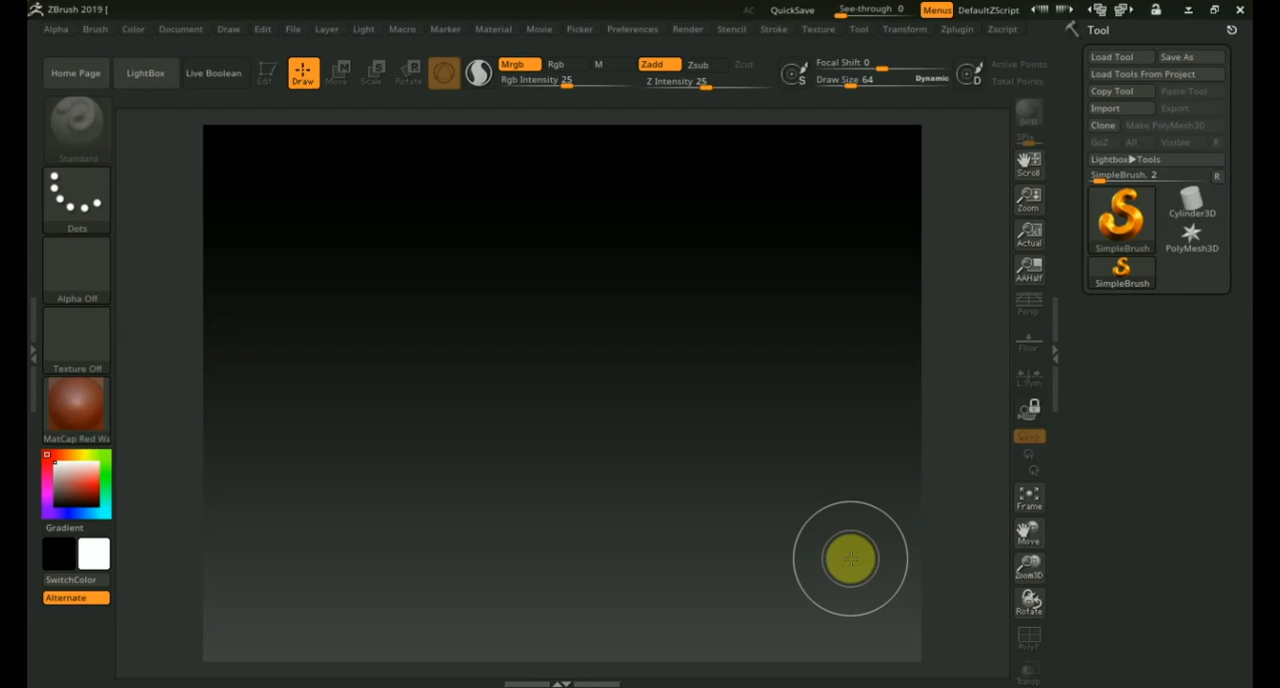 ZBrush 2019 [
AC QuickSave See-through 0 Menus DefaultZScript
Alpha Brush Color Document Draw Edit File Layer Light Macro Marker Material Movie Picker Preferences Render Stencil Stroke Texture Tool Transform Zplugin Zscript
Tool
Home Page LightBox Live Boolean Edit Draw Move Scale Rotate
Mrgb Rgb M
Rgb Intensity 25
Zadd Zsub Zcut
Z Intensity 25
S
Focal Shift 0
Draw Size 64 Dynamic
D
Active Points
Total Points
Load Tool Save As
Load Tools From Project
Copy Tool Paste Tool
Import Export
Clone Make PolyMesh3D
GoZ All Visible R
Lightbox▶Tools
SimpleBrush. 2 R
SimpleBrush
Cylinder3D
PolyMesh3D
SimpleBrush
Standard
Dots
Alpha Off
Texture Off
MatCap Red Wa
Gradient
SwitchColor
Alternate
BPR
SPix
Scroll
Zoom
Actual
AAHalf
Persp
Floor
L.Sym
Frame
Move
Zoom3D
Rotate
PolyF
Transp